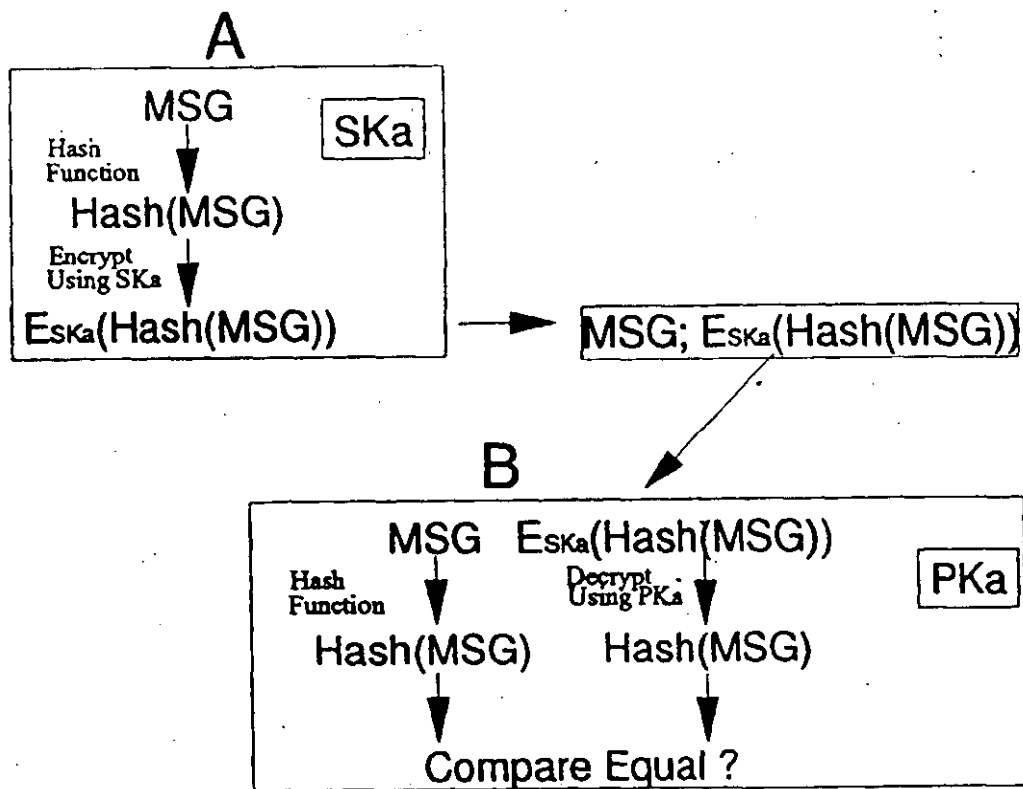 A
MSG
SKa
Hash
Function
Hash(MSG)
Encrypt
Using SKa
ESKa(Hash(MSG))
MSG; ESKa(Hash(MSG))
B
MSG ESKa(Hash(MSG))
PKa
Hash
Function
Decrypt
Using PKa
Hash(MSG) Hash(MSG)
Compare Equal ?